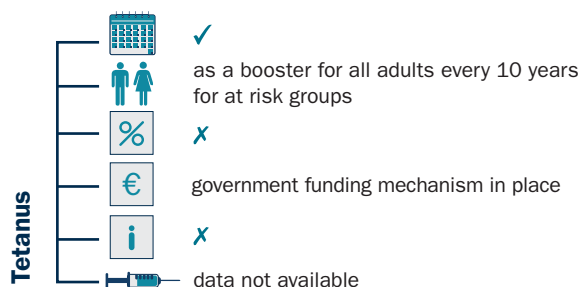 ✓
as a booster for all adults every 10 years
for at risk groups
%
✗
€
government funding mechanism in place
i
✗
Tetanus
data not available